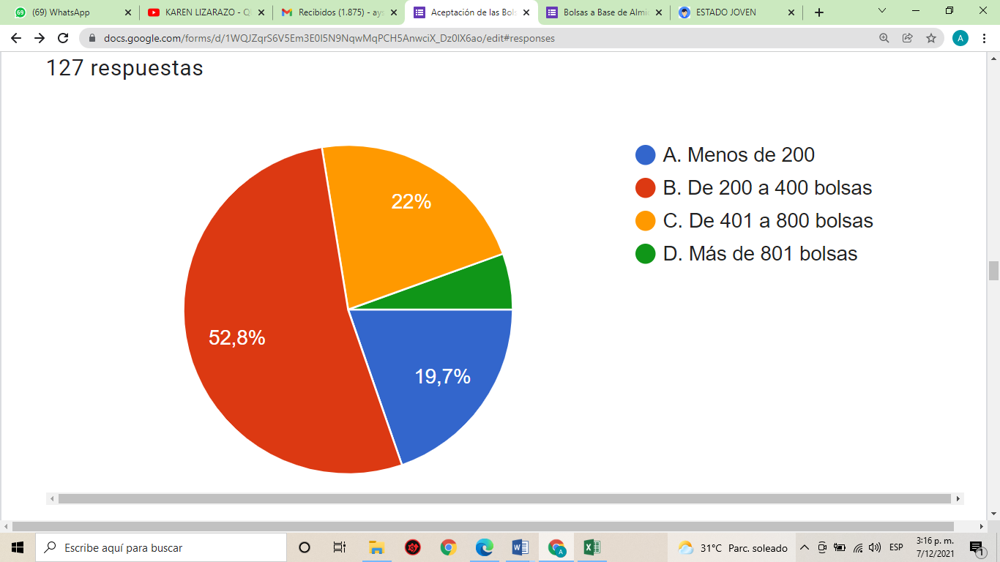 (69) WhatsApp
KAREN LIZARAZO - Q
Recibidos (1.875) - ays
Aceptación de las Bols
Bolsas a Base de Almi
ESTADO JOVEN
docs.google.com/forms/d/1WQJZqrS6V5Em3E0I5N9NqwMqPCH5AnwciX_Dz0IX6ao/edit#responses
A
127 respuestas
22%
52,8%
19,7%
A. Menos de 200
B. De 200 a 400 bolsas
C. De 401 a 800 bolsas
D. Más de 801 bolsas
Escribe aquí para buscar
31°C Parc. soleado
ESP
3:16 p. m.
7/12/2021
1